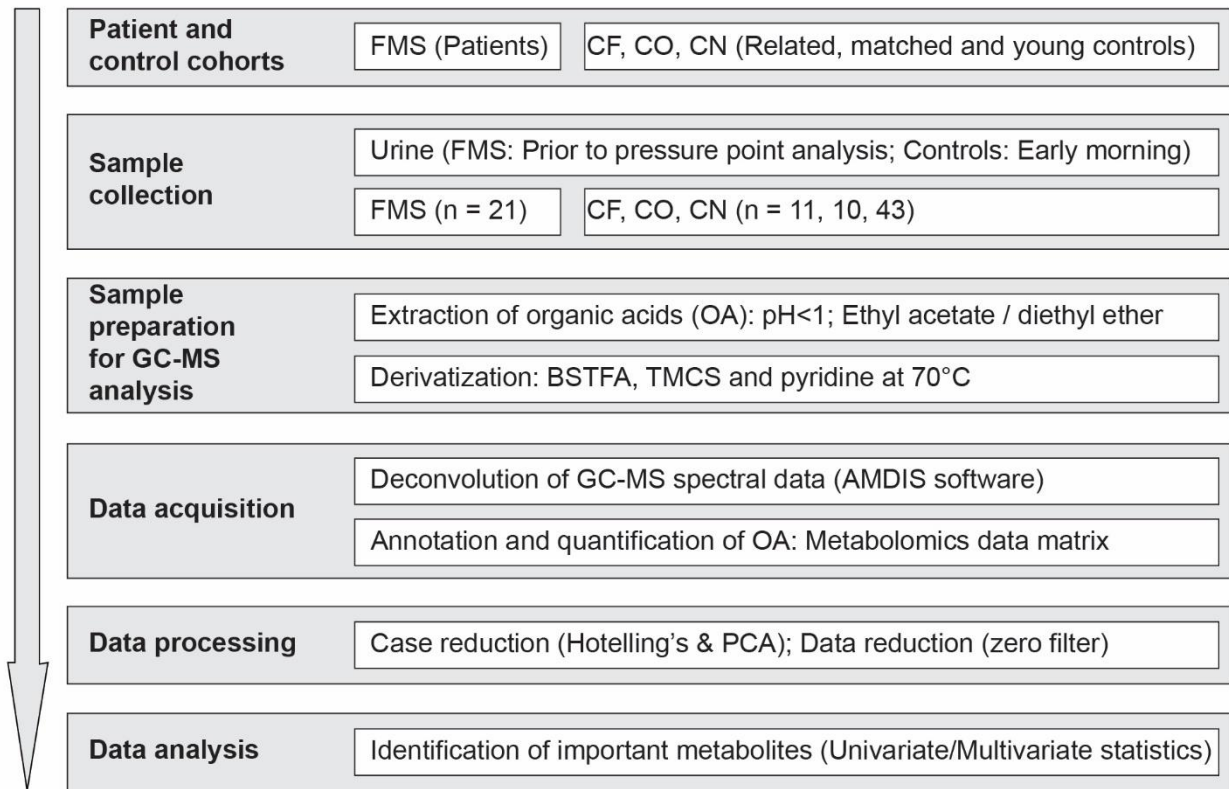 Patient and
control cohorts
FMS (Patients)
CF, CO, CN (Related, matched and young controls)
Sample
collection
Urine (FMS: Prior to pressure point analysis; Controls: Early morning)
FMS (n = 21)
CF, CO, CN (n = 11, 10, 43)
Sample
preparation
for GC-MS
analysis
Extraction of organic acids (OA): pH<1; Ethyl acetate / diethyl ether
Derivatization: BSTFA, TMCS and pyridine at 70°C
Data acquisition
Deconvolution of GC-MS spectral data (AMDIS software)
Annotation and quantification of OA: Metabolomics data matrix
Data processing
Case reduction (Hotelling's & PCA); Data reduction (zero filter)
Data analysis
Identification of important metabolites (Univariate/Multivariate statistics)